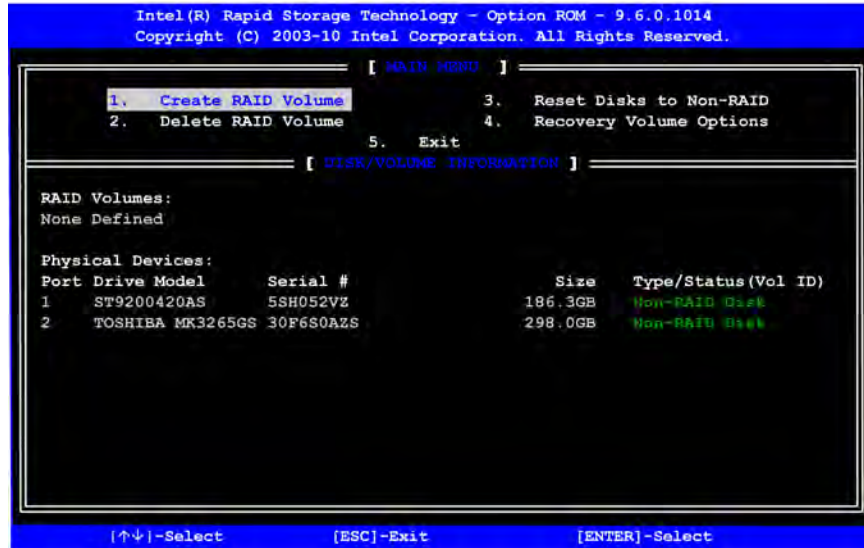 Intel(R) Rapid Storage Technology - Option ROM - 9.6.0.1014
Copyright (C) 2003-10 Intel Corporation. All Rights Reserved.
[ MAIN MENU ]
1. Create RAID Volume 3. Reset Disks to Non-RAID
2. Delete RAID Volume 4. Recovery Volume Options
5. Exit
[ DISK/VOLUME INFORMATION ]
RAID Volumes:
None Defined
Physical Devices:
Port Drive Model Serial # Size Type/Status(Vol ID)
1 ST9200420AS 5SH052VZ 186.3GB Non-RAID Disk
2 TOSHIBA MK3265GS 30F6S0AZS 298.0GB Non-RAID Disk
[↑↓]-Select [ESC]-Exit [ENTER]-Select